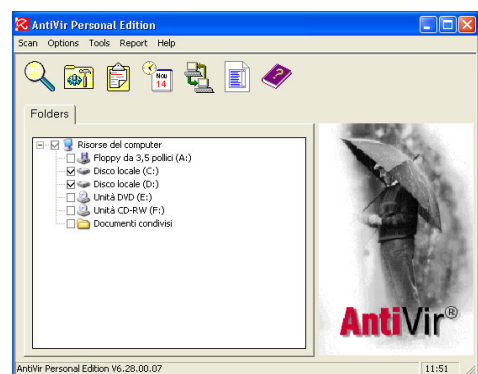 AntiVir Personal Edition
Scan Options Tools Report Help
Nov
14
Folders
Risorse del computer
Floppy da 3,5 pollici (A:)
Disco locale (C:)
Disco locale (D:)
Unità DVD (E:)
Unità CD-RW (F:)
Documenti condivisi
AntiVir®
AntiVir Personal Edition V6.28.00.07
11:51